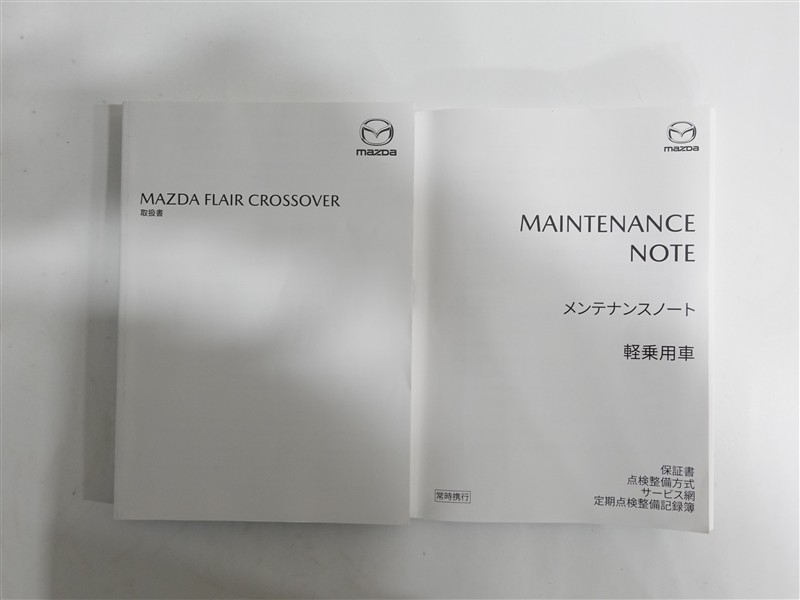 mazda
MAZDA FLAIR CROSSOVER
取扱書
mazda
MAINTENANCE
NOTE
メンテナンスノート
軽乗用車
保証書
点検整備方式
サービス網
定期点検整備記録簿
常時携行